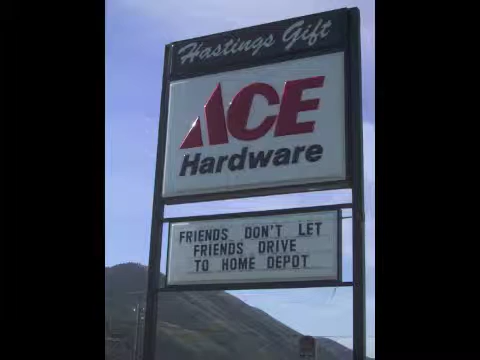 Hastings Gift
ACE
Hardware
FRIENDS DON'T LET
FRIENDS DRIVE
TO HOME DEPOT